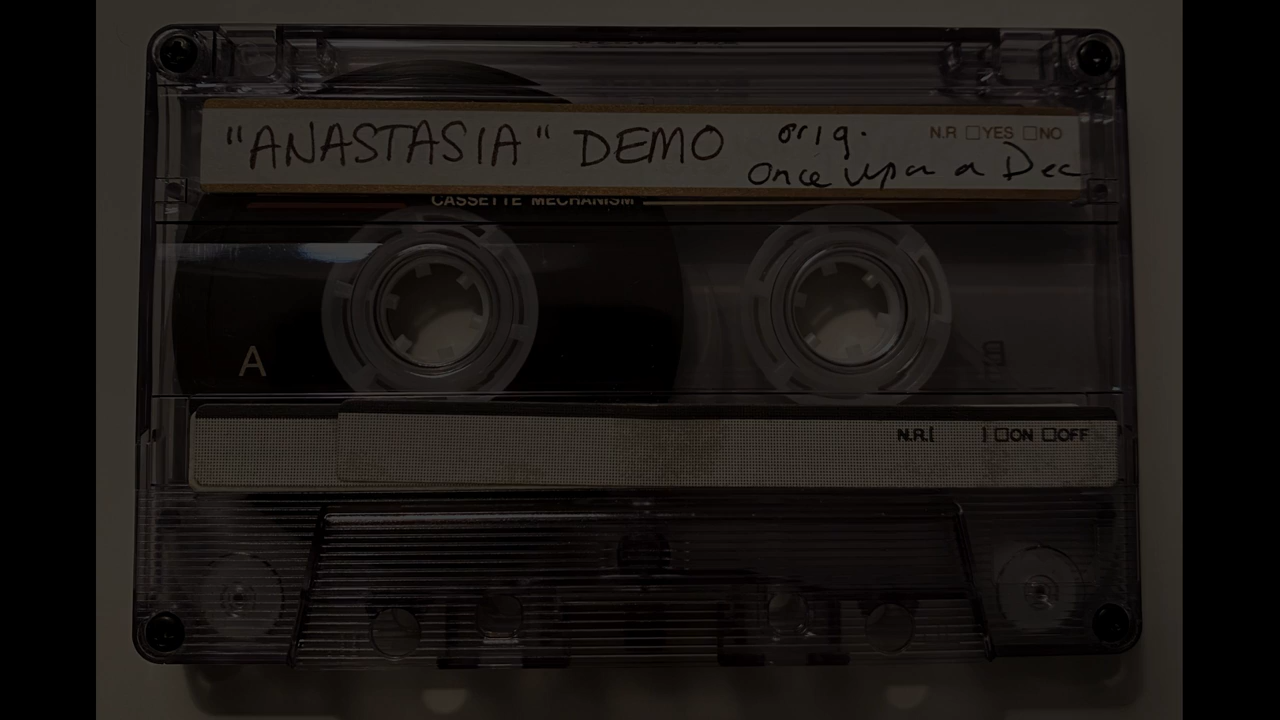 "ANASTASIA" DEMO
orig.
Once upon a Dec
N.R □YES □NO
CASSETTE MECHANISM
A
B
N.R.[ ] □ON □OFF